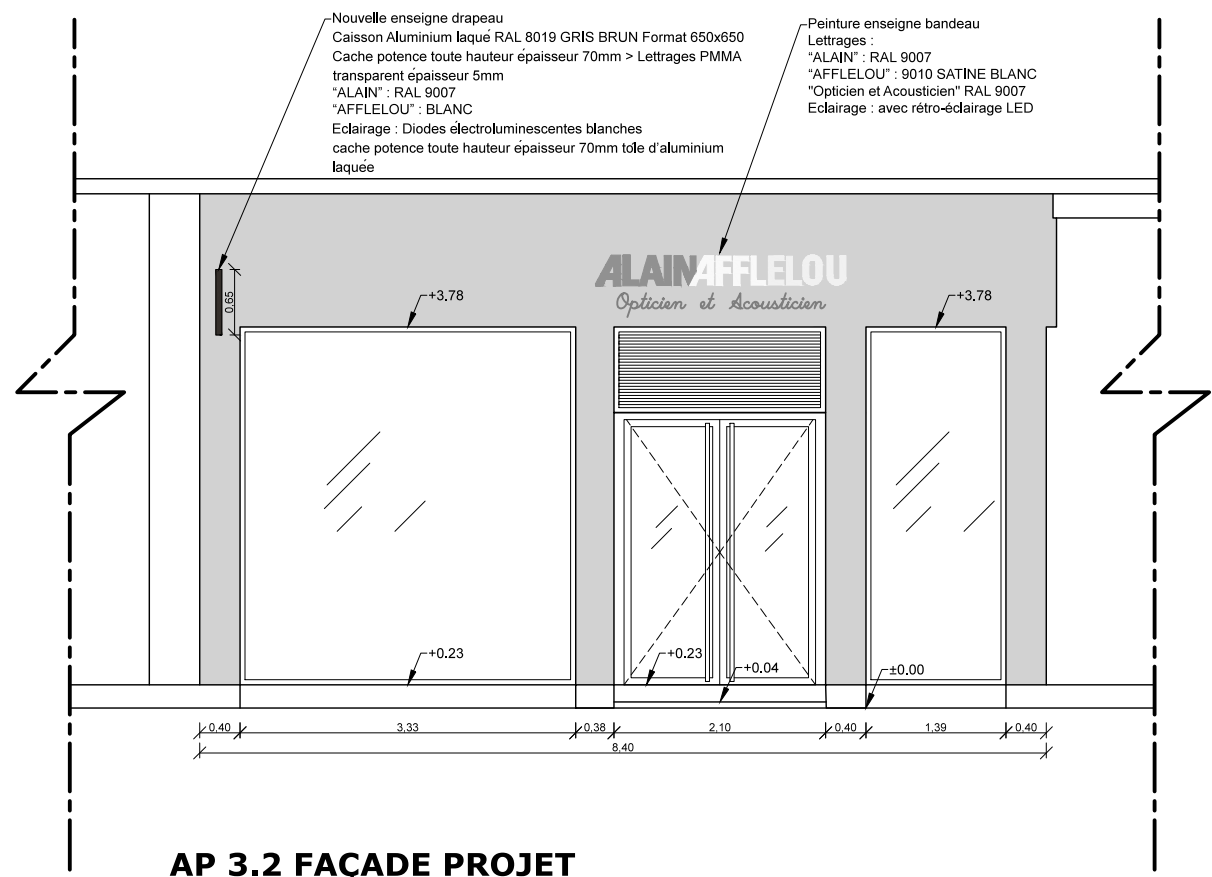 Nouvelle enseigne drapeau
Caisson Aluminium laqué RAL 8019 GRIS BRUN Format 650x650
Cache potence toute hauteur épaisseur 70mm > Lettrages PMMA
transparent épaisseur 5mm
"ALAIN" : RAL 9007
"AFFLELOU" : BLANC
Eclairage : Diodes électroluminescentes blanches
cache potence toute hauteur épaisseur 70mm tole d'aluminium
laquée
Peinture enseigne bandeau
Lettrages :
"ALAIN" : RAL 9007
"AFFLELOU" : 9010 SATINE BLANC
"Opticien et Acousticien" RAL 9007
Eclairage : avec rétro-éclairage LED
ALAIN AFFLELOU
Opticien et Acousticien
0,65
+3.78
+3.78
+0.23
+0.23
+0.04
±0.00
0,40
3,33
0,38
2,10
0,40
1,39
0,40
8,40
AP 3.2 FAÇADE PROJET